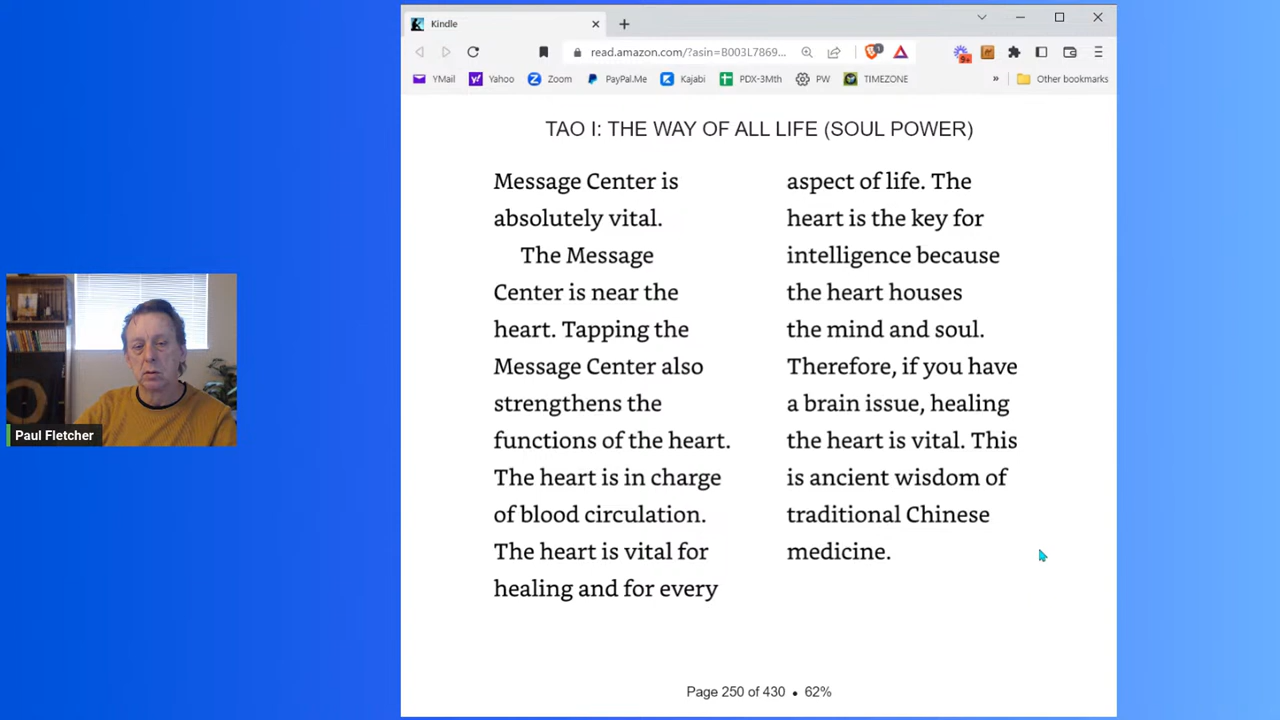 Kindle
read.amazon.com/?asin=B003L7869...
1
9+
YMail
Yahoo
Zoom
PayPal.Me
Kajabi
PDX-3Mth
PW
TIMEZONE
»
Other bookmarks
TAO I: THE WAY OF ALL LIFE (SOUL POWER)
Message Center is
absolutely vital.
The Message
Center is near the
heart. Tapping the
Message Center also
strengthens the
functions of the heart.
The heart is in charge
of blood circulation.
The heart is vital for
healing and for every
aspect of life. The
heart is the key for
intelligence because
the heart houses
the mind and soul.
Therefore, if you have
a brain issue, healing
the heart is vital. This
is ancient wisdom of
traditional Chinese
medicine.
Page 250 of 430 • 62%
Paul Fletcher